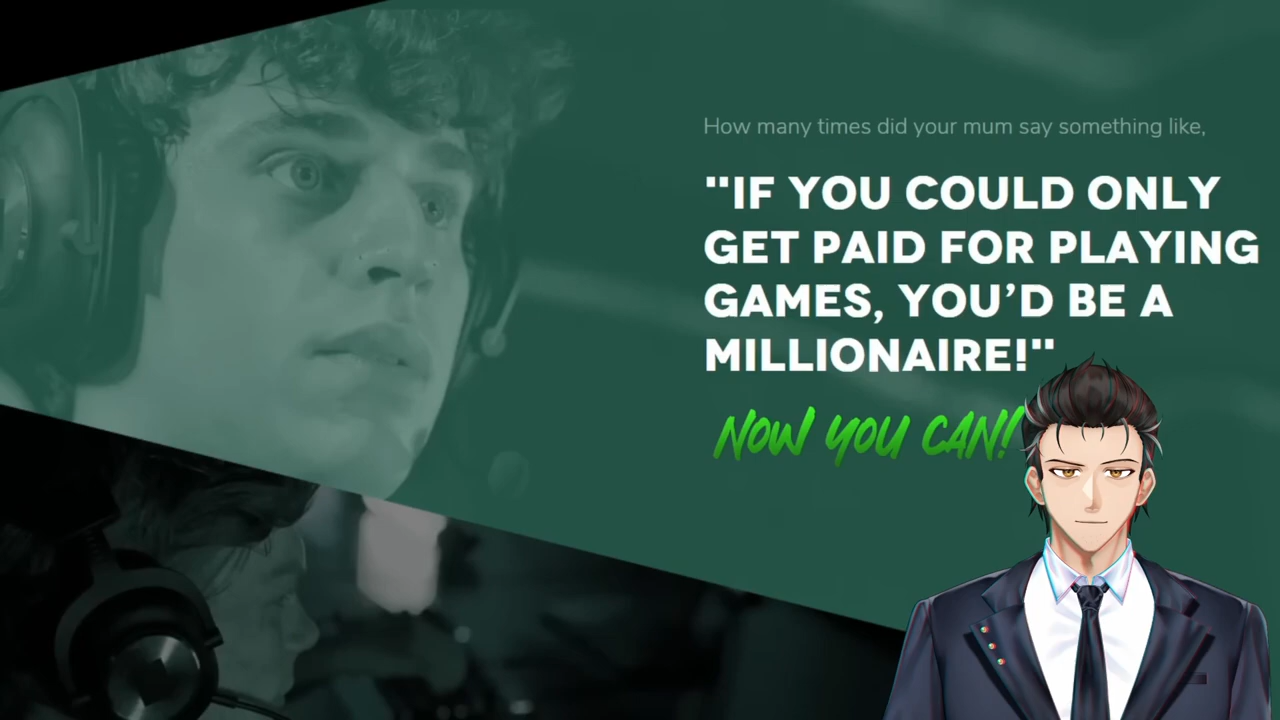 How many times did your mum say something like,
"IF YOU COULD ONLY
GET PAID FOR PLAYING
GAMES, YOU’D BE A
MILLIONAIRE!"
NOW YOU CAN!